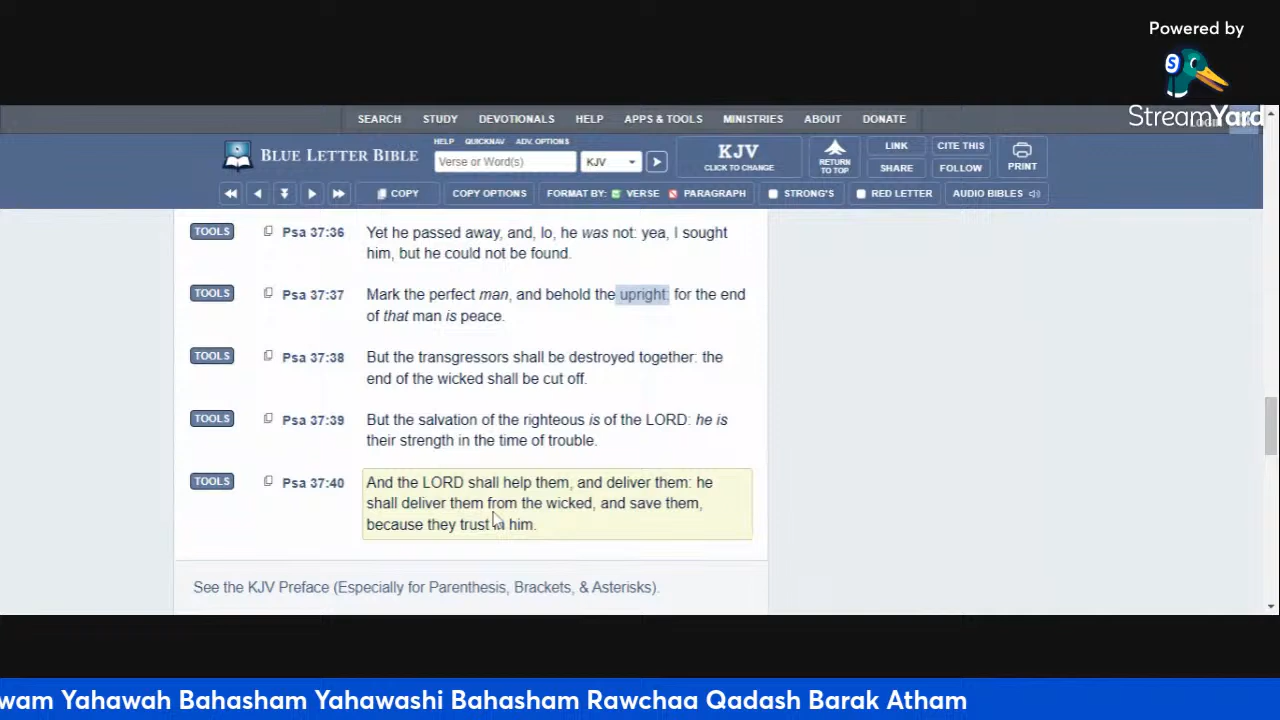 Powered by
S
StreamYard
SEARCH STUDY DEVOTIONALS HELP APPS & TOOLS MINISTRIES ABOUT DONATE
HELP QUICKNAV ADV. OPTIONS
BLUE LETTER BIBLE
Verse or Word(s) KJV
KJV
CLICK TO CHANGE
RETURN
TO TOP
LINK CITE THIS
SHARE FOLLOW
PRINT
COPY COPY OPTIONS FORMAT BY: VERSE PARAGRAPH STRONG'S RED LETTER AUDIO BIBLES
TOOLS Psa 37:36 Yet he passed away, and, lo, he was not: yea, I sought
him, but he could not be found.
TOOLS Psa 37:37 Mark the perfect man, and behold the upright: for the end
of that man is peace.
TOOLS Psa 37:38 But the transgressors shall be destroyed together: the
end of the wicked shall be cut off.
TOOLS Psa 37:39 But the salvation of the righteous is of the LORD: he is
their strength in the time of trouble.
TOOLS Psa 37:40 And the LORD shall help them, and deliver them: he
shall deliver them from the wicked, and save them,
because they trust in him.
See the KJV Preface (Especially for Parenthesis, Brackets, & Asterisks).
wam Yahawah Bahasham Yahawashi Bahasham Rawchaa Qadash Barak Atham